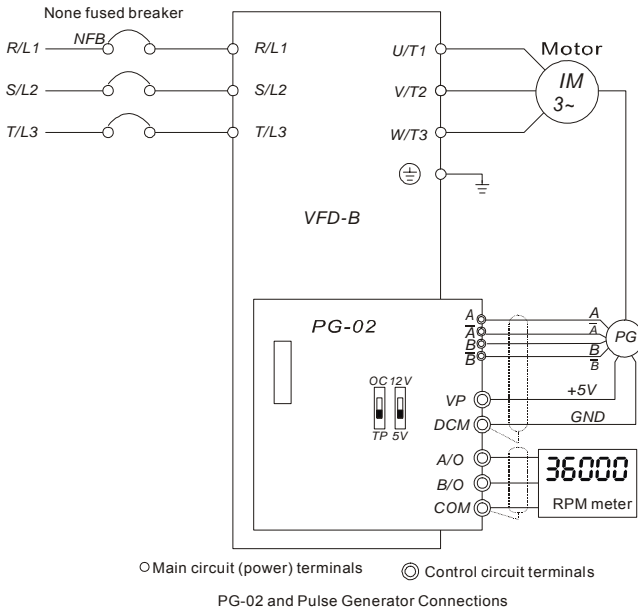 None fused breaker
R/L1 NFB R/L1 U/T1 Motor
S/L2 S/L2 V/T2 IM
3~
T/L3 T/L3 W/T3
VFD-B
PG-02
A A
A̅ A̅
B B
B̅ B̅
PG
OC 12V
TP 5V
VP +5V
DCM GND
A/O
B/O
COM
36000
RPM meter
Main circuit (power) terminals Control circuit terminals
PG-02 and Pulse Generator Connections